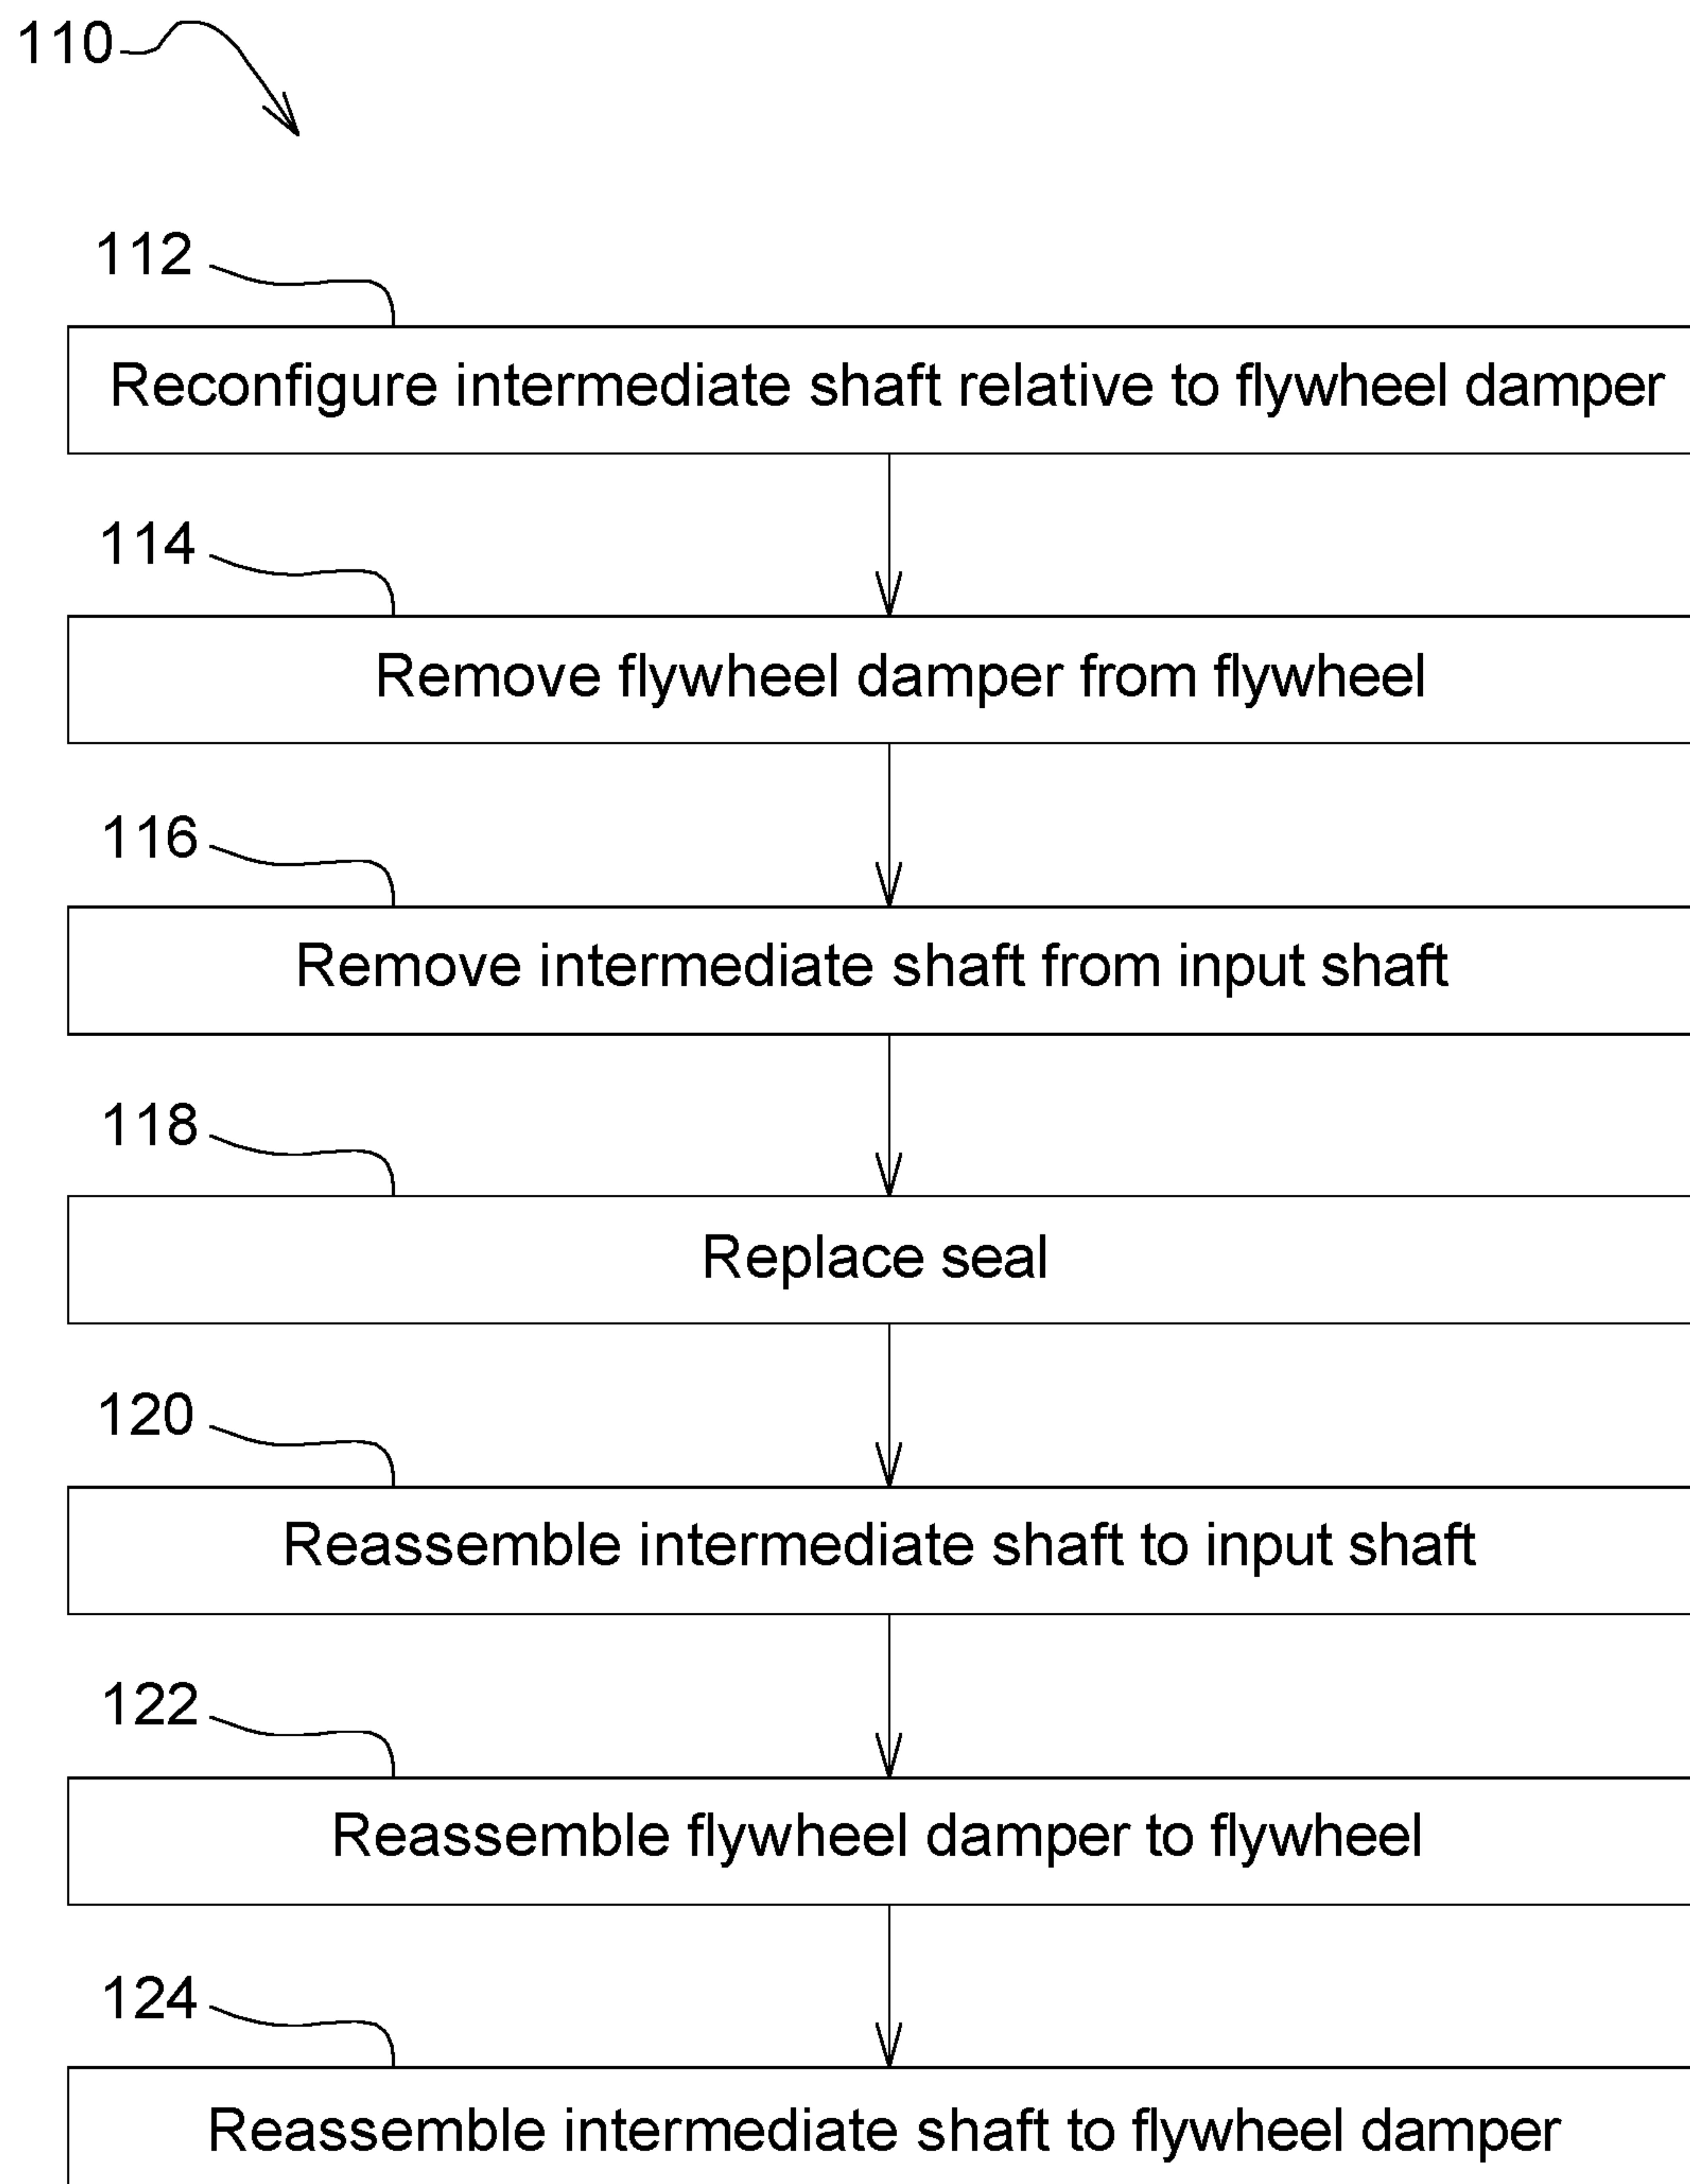 110
112
Reconfigure intermediate shaft relative to flywheel damper
114
Remove flywheel damper from flywheel
116
Remove intermediate shaft from input shaft
118
Replace seal
120
Reassemble intermediate shaft to input shaft
122
Reassemble flywheel damper to flywheel
124
Reassemble intermediate shaft to flywheel damper